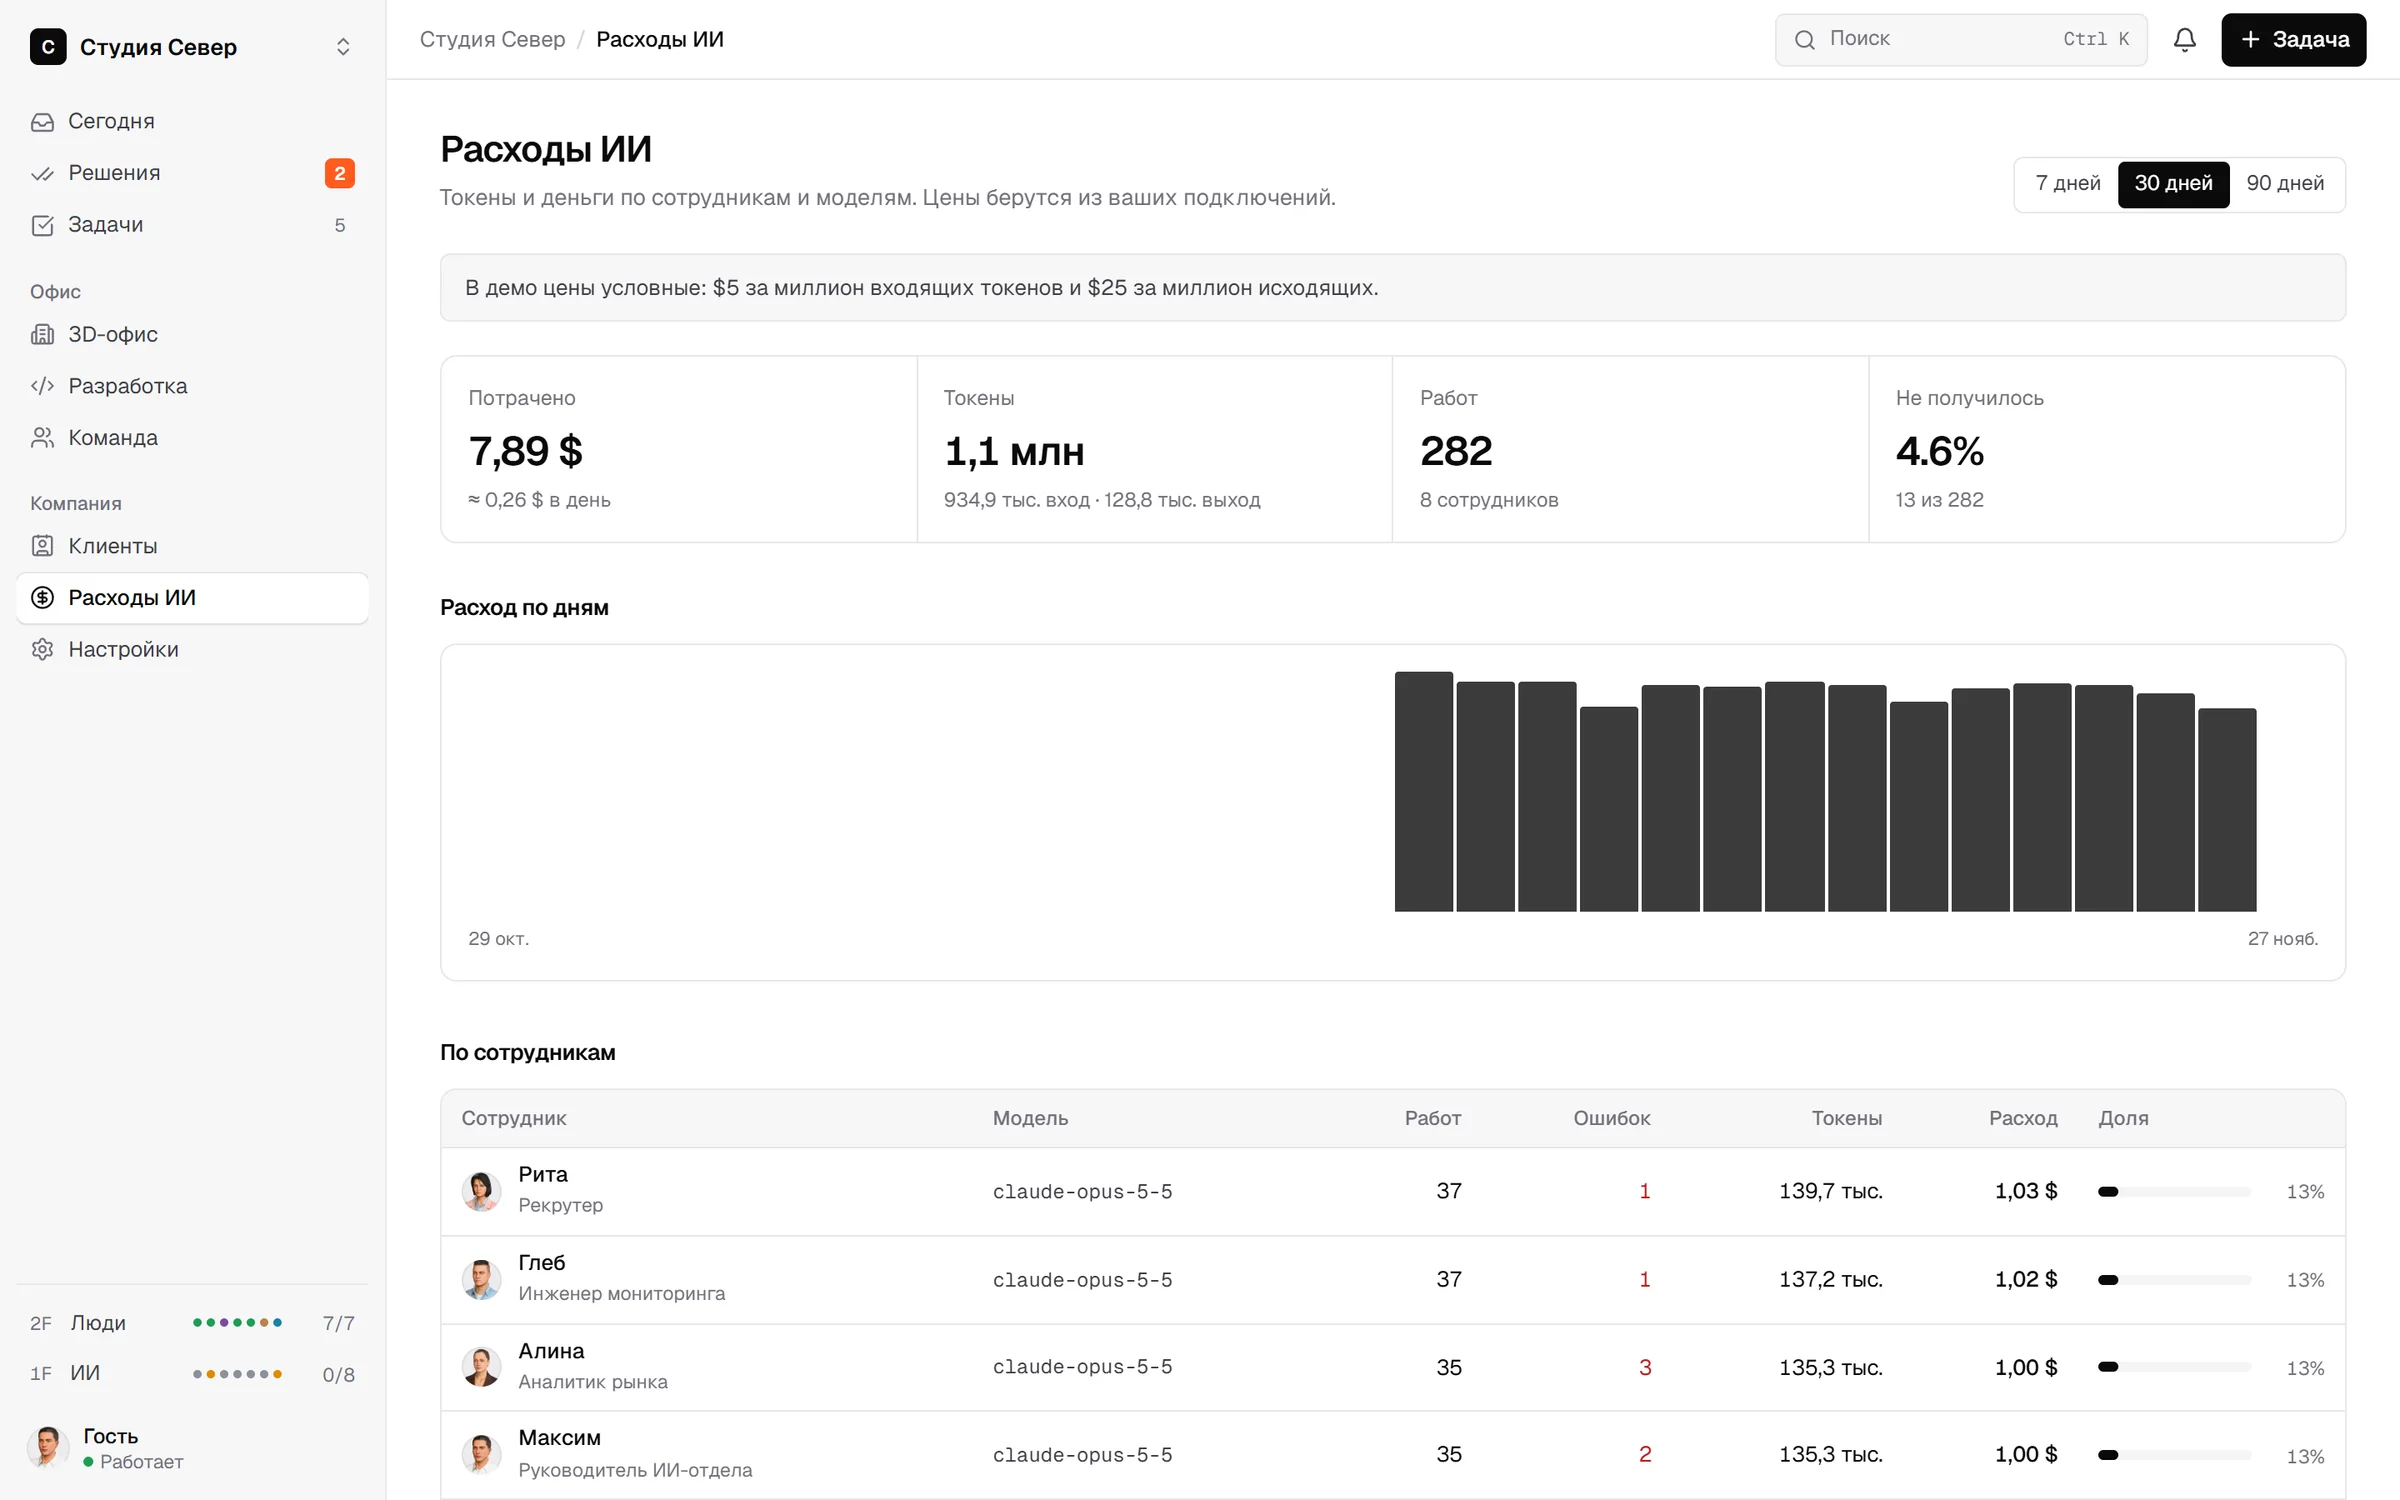 С Студия Север
Сегодня
Решения 2
Задачи 5
Офис
3D-офис
Разработка
Команда
Компания
Клиенты
Расходы ИИ
Настройки
2F Люди 7/7
1F ИИ 0/8
Гость
Работает
Студия Север / Расходы ИИ
Поиск Ctrl K
+ Задача
Расходы ИИ
Токены и деньги по сотрудникам и моделям. Цены берутся из ваших подключений.
7 дней 30 дней 90 дней
В демо цены условные: $5 за миллион входящих токенов и $25 за миллион исходящих.
Потрачено
7,89 $
≈ 0,26 $ в день
Токены
1,1 млн
934,9 тыс. вход · 128,8 тыс. выход
Работ
282
8 сотрудников
Не получилось
4.6%
13 из 282
Расход по дням
29 окт. 27 нояб.
По сотрудникам
Сотрудник Модель Работ Ошибок Токены Расход Доля
Рита
Рекрутер
claude-opus-5-5 37 1 139,7 тыс. 1,03 $ 13%
Глеб
Инженер мониторинга
claude-opus-5-5 37 1 137,2 тыс. 1,02 $ 13%
Алина
Аналитик рынка
claude-opus-5-5 35 3 135,3 тыс. 1,00 $ 13%
Максим
Руководитель ИИ-отдела
claude-opus-5-5 35 2 135,3 тыс. 1,00 $ 13%